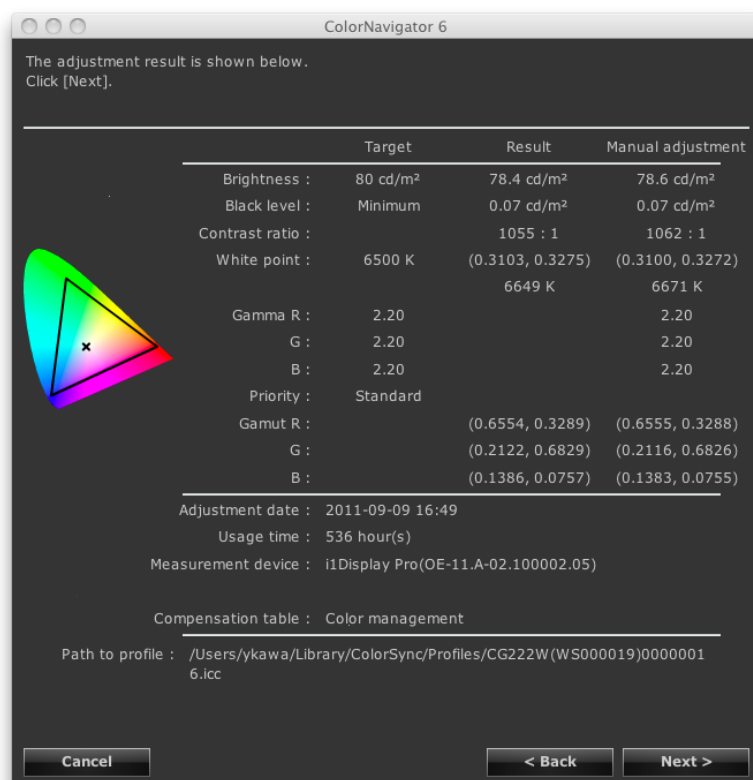 ColorNavigator 6
The adjustment result is shown below.
Click [Next].
Target Result Manual adjustment
Brightness : 80 cd/m² 78.4 cd/m² 78.6 cd/m²
Black level : Minimum 0.07 cd/m² 0.07 cd/m²
Contrast ratio : 1055 : 1 1062 : 1
White point : 6500 K (0.3103, 0.3275) (0.3100, 0.3272)
6649 K 6671 K
Gamma R : 2.20 2.20
G : 2.20 2.20
B : 2.20 2.20
Priority : Standard
Gamut R : (0.6554, 0.3289) (0.6555, 0.3288)
G : (0.2122, 0.6829) (0.2116, 0.6826)
B : (0.1386, 0.0757) (0.1383, 0.0755)
Adjustment date : 2011-09-09 16:49
Usage time : 536 hour(s)
Measurement device : i1Display Pro(OE-11.A-02.100002.05)
Compensation table : Color management
Path to profile : /Users/ykawa/Library/ColorSync/Profiles/CG222W(WS000019)0000001
6.icc
Cancel < Back Next >